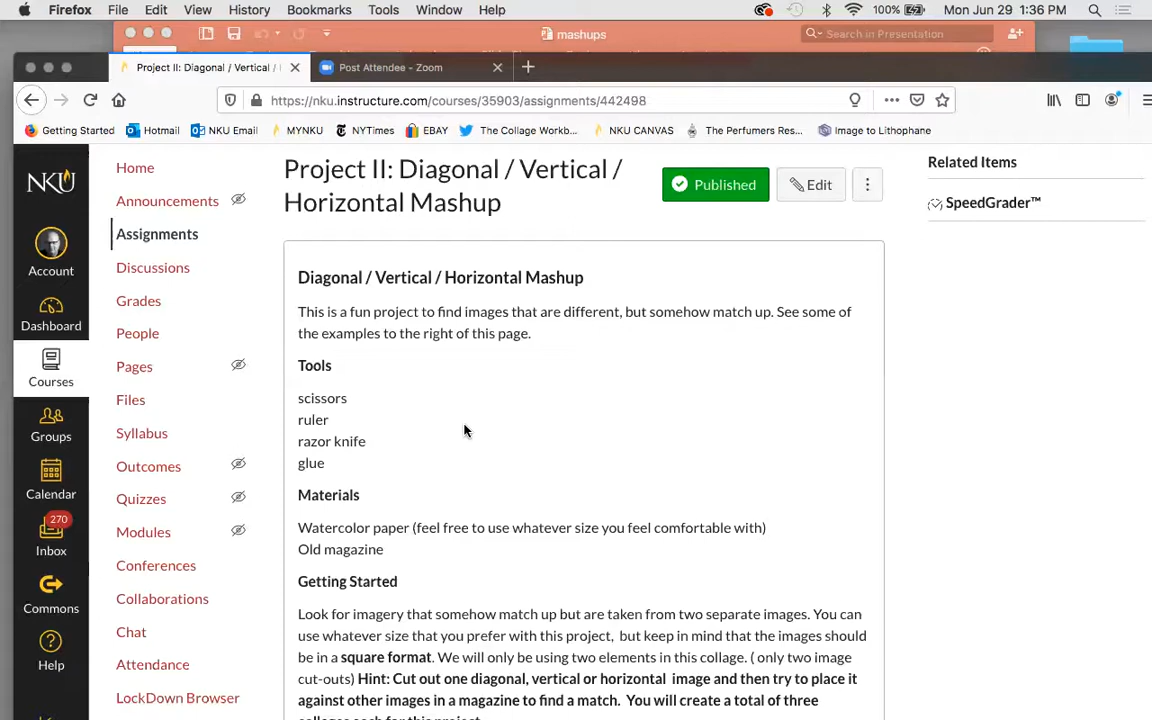 Firefox File Edit View History Bookmarks Tools Window Help 100% Mon Jun 29 1:36 PM
mashups Search in Presentation
Project II: Diagonal / Vertical / Post Attendee - Zoom
https://nku.instructure.com/courses/35903/assignments/442498
Getting Started Hotmail NKU Email MYNKU NYTimes EBAY The Collage Workb... NKU CANVAS The Perfumers Res... Image to Lithophane
NKU
Account
Dashboard
Courses
Groups
Calendar
270
Inbox
Commons
Help
Home
Announcements
Assignments
Discussions
Grades
People
Pages
Files
Syllabus
Outcomes
Quizzes
Modules
Conferences
Collaborations
Chat
Attendance
LockDown Browser
Project II: Diagonal / Vertical /
Horizontal Mashup
Published Edit
Diagonal / Vertical / Horizontal Mashup
This is a fun project to find images that are different, but somehow match up. See some of
the examples to the right of this page.
Tools
scissors
ruler
razor knife
glue
Materials
Watercolor paper (feel free to use whatever size you feel comfortable with)
Old magazine
Getting Started
Look for imagery that somehow match up but are taken from two separate images. You can
use whatever size that you prefer with this project, but keep in mind that the images should
be in a square format. We will only be using two elements in this collage. ( only two image
cut-outs) Hint: Cut out one diagonal, vertical or horizontal image and then try to place it
against other images in a magazine to find a match. You will create a total of three
collages each for this project.
Related Items
SpeedGrader™